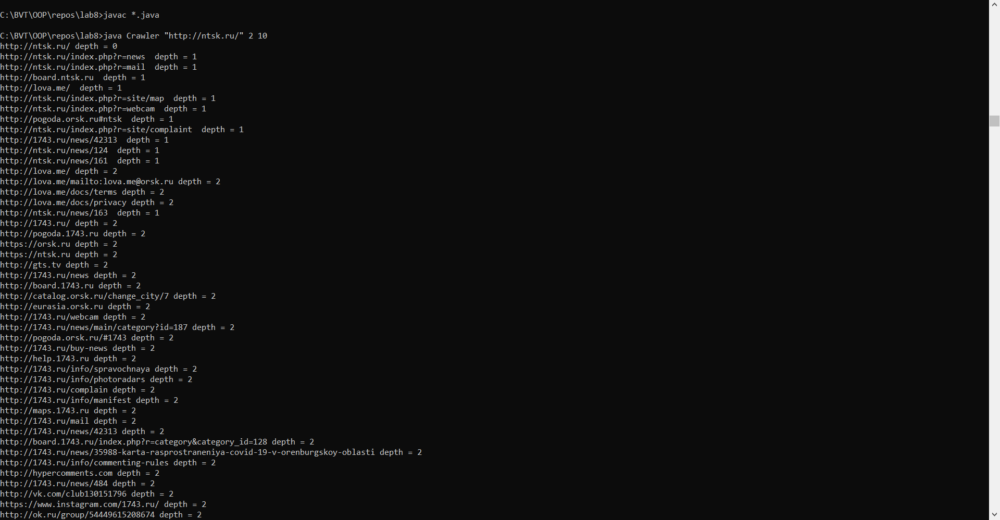 C:\BVT\OOP\repos\lab8>javac *.java
C:\BVT\OOP\repos\lab8>java Crawler "http://ntsk.ru/" 2 10
http://ntsk.ru/ depth = 0
http://ntsk.ru/index.php?r=news  depth = 1
http://ntsk.ru/index.php?r=mail  depth = 1
http://board.ntsk.ru  depth = 1
http://lova.me/  depth = 1
http://ntsk.ru/index.php?r=site/map  depth = 1
http://ntsk.ru/index.php?r=webcam  depth = 1
http://pogoda.orsk.ru#ntsk  depth = 1
http://ntsk.ru/index.php?r=site/complaint  depth = 1
http://1743.ru/news/42313  depth = 1
http://ntsk.ru/news/124  depth = 1
http://ntsk.ru/news/161  depth = 1
http://lova.me/ depth = 2
http://lova.me/mailto:lova.me@orsk.ru depth = 2
http://lova.me/docs/terms depth = 2
http://lova.me/docs/privacy depth = 2
http://ntsk.ru/news/163  depth = 1
http://1743.ru/ depth = 2
http://pogoda.1743.ru depth = 2
https://orsk.ru depth = 2
https://ntsk.ru depth = 2
http://gts.tv depth = 2
http://1743.ru/news depth = 2
http://board.1743.ru depth = 2
http://catalog.orsk.ru/change_city/7 depth = 2
http://eurasia.orsk.ru depth = 2
http://1743.ru/webcam depth = 2
http://1743.ru/news/main/category?id=187 depth = 2
http://pogoda.orsk.ru/#1743 depth = 2
http://1743.ru/buy-news depth = 2
http://help.1743.ru depth = 2
http://1743.ru/info/spravochnaya depth = 2
http://1743.ru/info/photoradars depth = 2
http://1743.ru/complain depth = 2
http://1743.ru/info/manifest depth = 2
http://maps.1743.ru depth = 2
http://1743.ru/mail depth = 2
http://1743.ru/news/42313 depth = 2
http://board.1743.ru/index.php?r=category&category_id=128 depth = 2
http://1743.ru/news/35988-karta-rasprostraneniya-covid-19-v-orenburgskoy-oblasti depth = 2
http://1743.ru/info/commenting-rules depth = 2
http://hypercomments.com depth = 2
http://1743.ru/news/484 depth = 2
http://vk.com/club130151796 depth = 2
https://www.instagram.com/1743.ru/ depth = 2
http://ok.ru/group/54449615208674 depth = 2